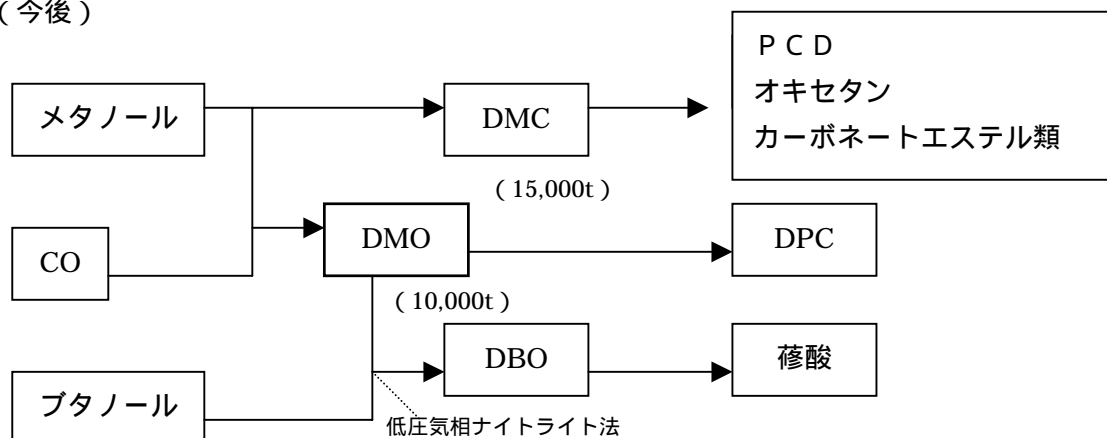 （今後）
ＰＣＤ
オキセタン
カーボネートエステル類
メタノール
DMC
（15,000t）
DMO
DPC
CO
（10,000t）
DBO
蓚酸
ブタノール
低圧気相ナイトライト法